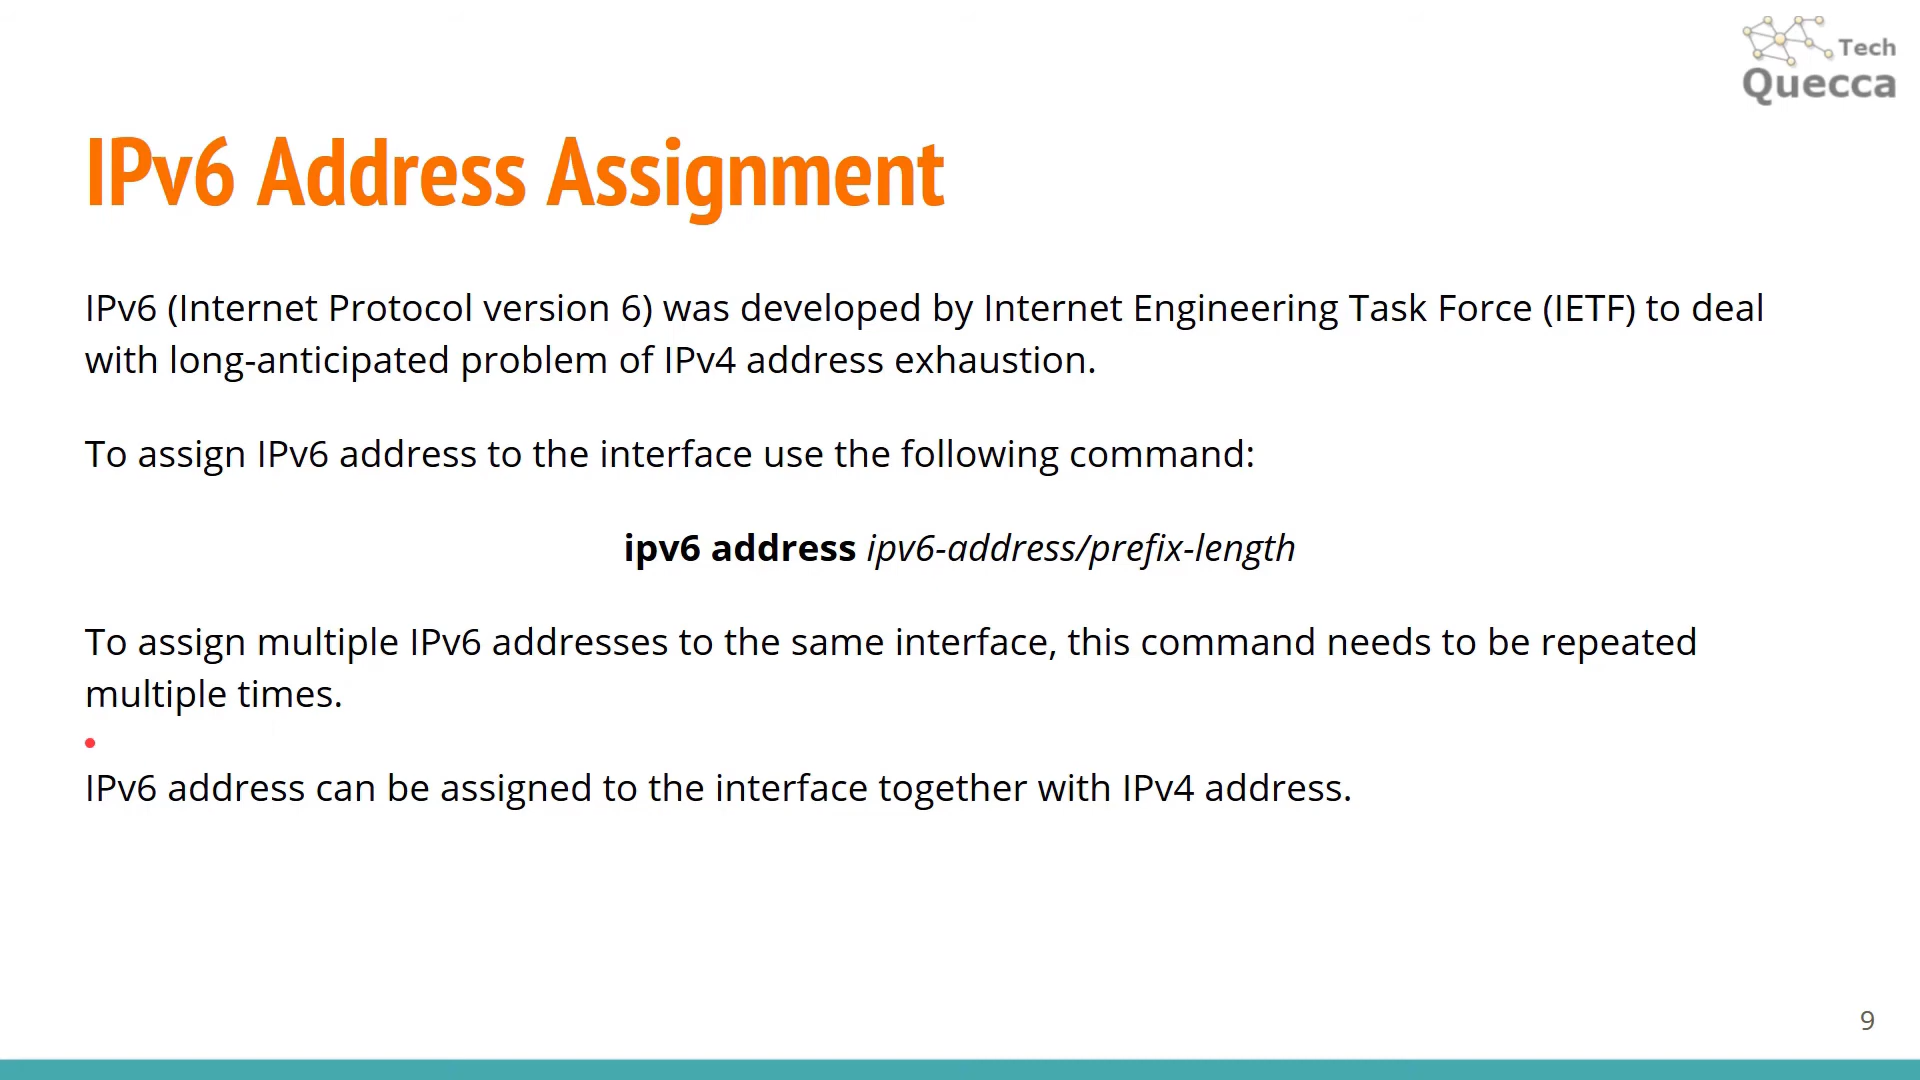 Tech
Quecca
IPv6 Address Assignment
IPv6 (Internet Protocol version 6) was developed by Internet Engineering Task Force (IETF) to deal
with long-anticipated problem of IPv4 address exhaustion.
To assign IPv6 address to the interface use the following command:
ipv6 address ipv6-address/prefix-length
To assign multiple IPv6 addresses to the same interface, this command needs to be repeated
multiple times.
IPv6 address can be assigned to the interface together with IPv4 address.
9